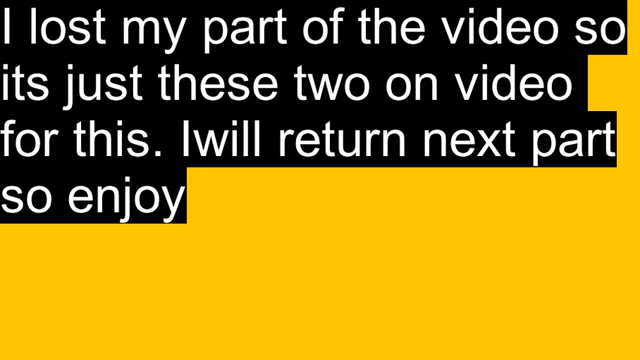 I lost my part of the video so
its just these two on video
for this. Iwill return next part
so enjoy